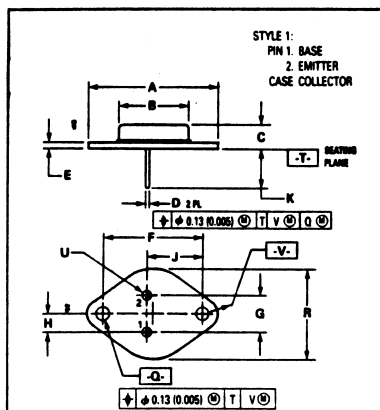 STYLE 1:
PIN 1. BASE
2. EMITTER
CASE COLLECTOR
A
B
C
E
-T-
SEATING
PLANE
K
D 2 PL
⌖ ϕ 0.13 (0.005) Ⓜ T V Ⓜ Q Ⓜ
F
J
-V-
U
2
H
1
G
R
-Q-
⌖ ϕ 0.13 (0.005) Ⓜ T V Ⓜ